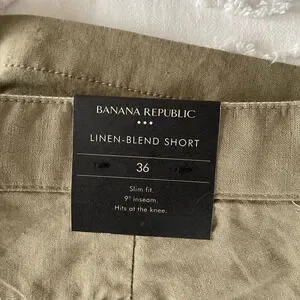 BANANA REPUBLIC
LINEN-BLEND SHORT
36
Slim fit.
9" inseam.
Hits at the knee.